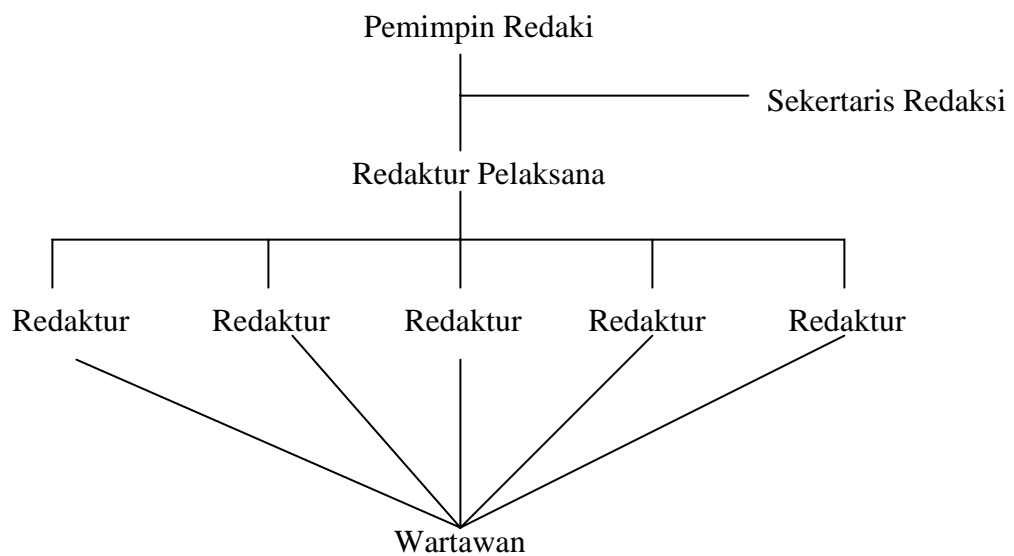 Pemimpin Redaki
Sekertaris Redaksi
Redaktur Pelaksana
Redaktur Redaktur Redaktur Redaktur Redaktur
Wartawan